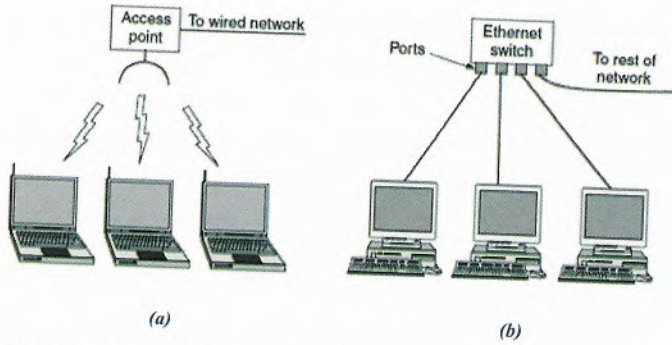 Access
point
To wired network
(a)
Ports
Ethernet
switch
To rest of
network
(b)